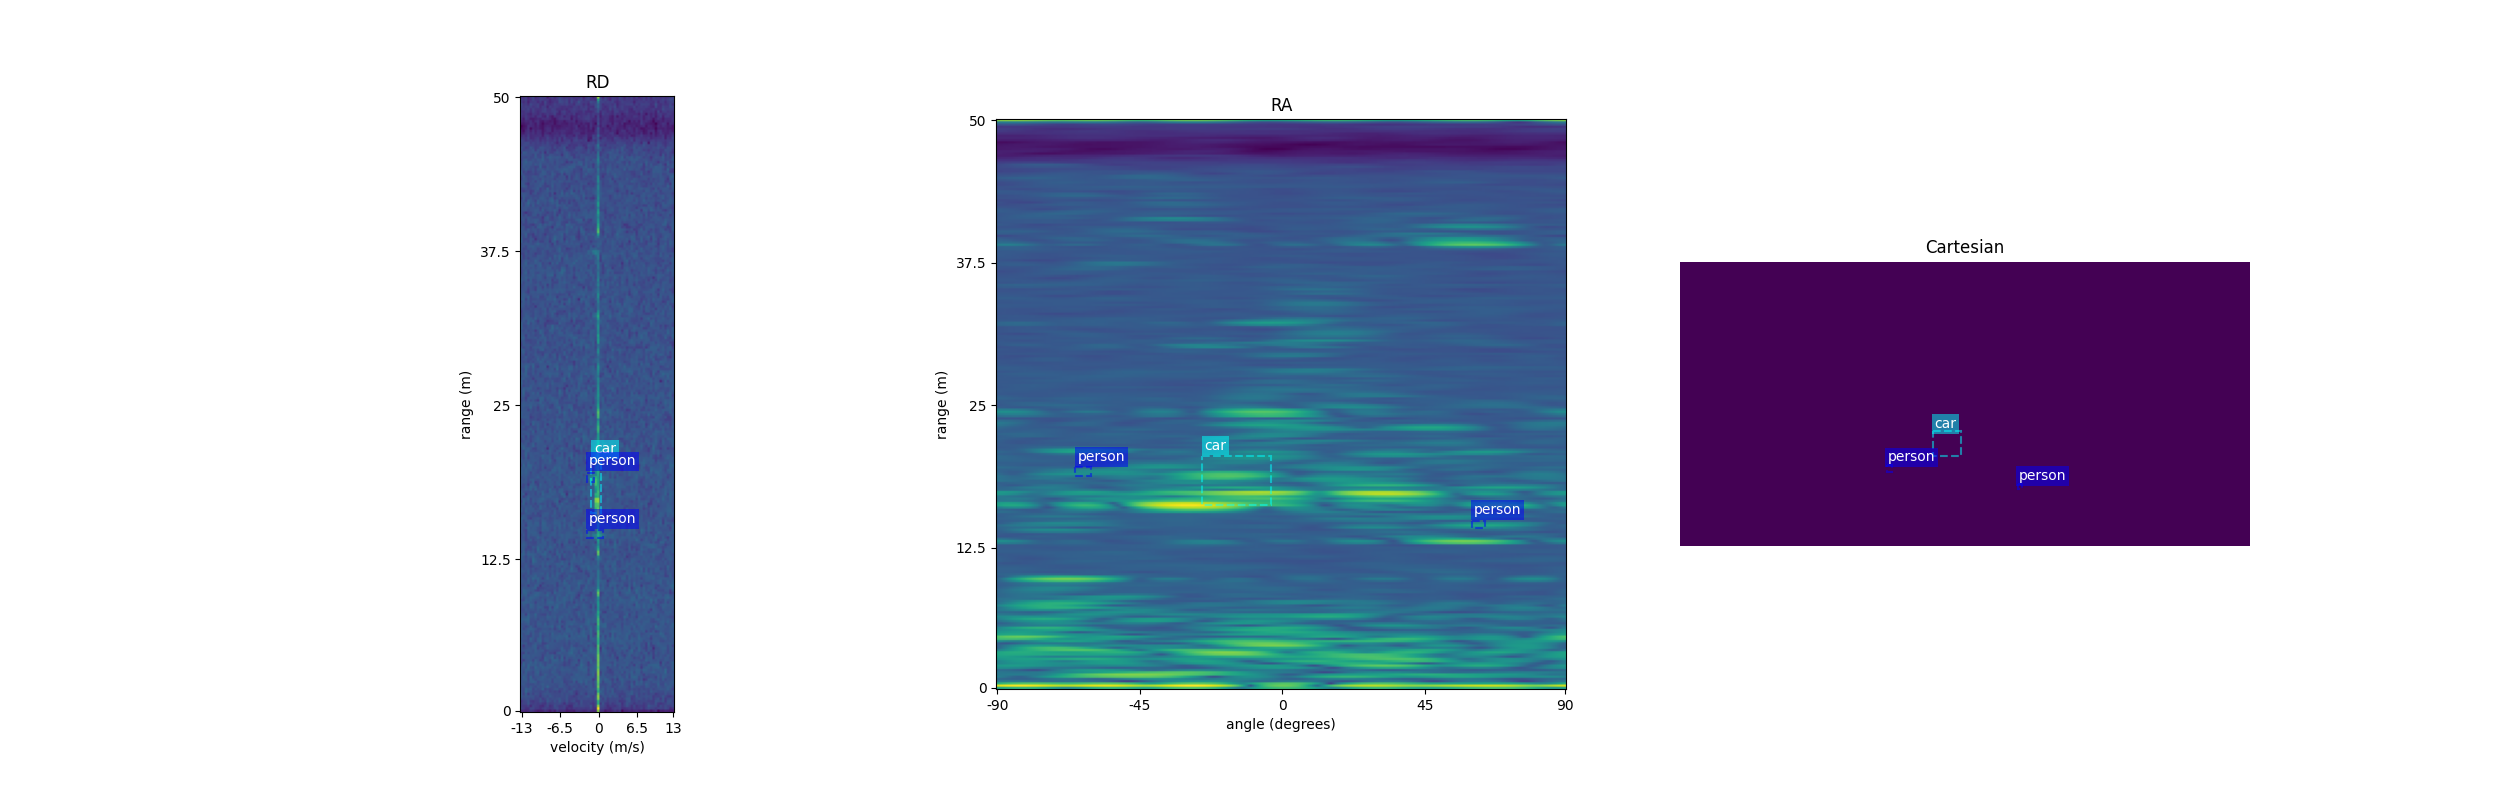 RD
50
37.5
25
12.5
0
range (m)
car
person
person
-13 -6.5 0 6.5 13
velocity (m/s)
RA
50
37.5
25
12.5
0
range (m)
person
car
person
-90 -45 0 45 90
angle (degrees)
Cartesian
car
person
person